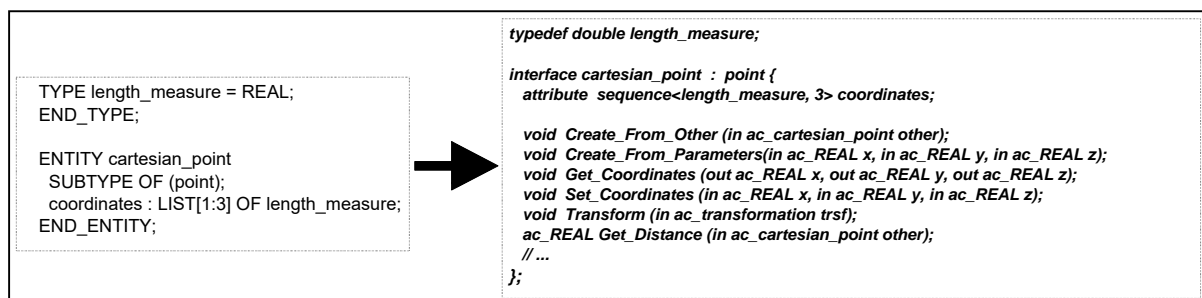 TYPE length_measure = REAL;
END_TYPE;
ENTITY cartesian_point
SUBTYPE OF (point);
coordinates : LIST[1:3] OF length_measure;
END_ENTITY;
typedef double length_measure;
interface cartesian_point : point {
attribute sequence<length_measure, 3> coordinates;
void Create_From_Other (in ac_cartesian_point other);
void Create_From_Parameters(in ac_REAL x, in ac_REAL y, in ac_REAL z);
void Get_Coordinates (out ac_REAL x, out ac_REAL y, out ac_REAL z);
void Set_Coordinates (in ac_REAL x, in ac_REAL y, in ac_REAL z);
void Transform (in ac_transformation trsf);
ac_REAL Get_Distance (in ac_cartesian_point other);
// ...
};